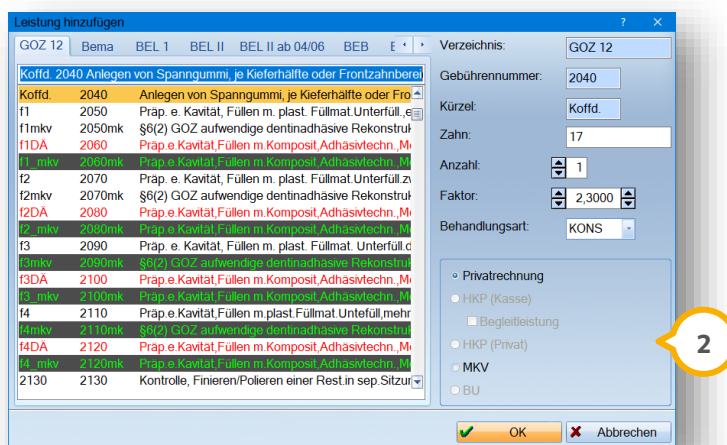 Leistung hinzufügen
GOZ 12 Bema BEL 1 BEL II BEL II ab 04/06 BEB
Koffd. 2040 Anlegen von Spanngummi, je Kieferhälfte oder Frontzahnberei
Koffd. 2040 Anlegen von Spanngummi, je Kieferhälfte oder Fro
f1 2050 Präp. e. Kavität, Füllen m. plast. Füllmat.Unterfüll.,e
f1mkv 2050mk §6(2) GOZ aufwendige dentinadhäsive Rekonstruk
f1DÄ 2060 Präp.e.Kavität,Füllen m.Komposit,Adhäsivtechn.,M
f1_mkv 2060mk Präp.e.Kavität,Füllen m.Komposit,Adhäsivtechn.,M
f2 2070 Präp. e. Kavität, Füllen m. plast. Füllmat.Unterfüll.zv
f2mkv 2070mk §6(2) GOZ aufwendige dentinadhäsive Rekonstruk
f2DÄ 2080 Präp.e.Kavität,Füllen m.Komposit,Adhäsivtechn.,M
f2_mkv 2080mk Präp.e.Kavität,Füllen m.Komposit,Adhäsivtechn.,M
f3 2090 Präp. e. Kavität, Füllen m. plast. Füllmat. Unterfüll.d
f3mkv 2090mk §6(2) GOZ aufwendige dentinadhäsive Rekonstruk
f3DÄ 2100 Präp.e.Kavität,Füllen m.Komposit,Adhäsivtechn.,M
f3_mkv 2100mk Präp.e.Kavität,Füllen m.Komposit,Adhäsivtechn.,M
f4 2110 Präp. e. Kavität, Füllen m.plast.Füllmat.Untefüll,mehr
f4mkv 2110mk §6(2) GOZ aufwendige dentinadhäsive Rekonstruk
f4DÄ 2120 Präp.e.Kavität,Füllen m.Komposit,Adhäsivtechn.,M
f4_mkv 2120mk Präp.e.Kavität,Füllen m.Komposit,Adhäsivtechn.,M
2130 2130 Kontrolle, Finieren/Polieren einer Rest.in sep.Sitzur
Verzeichnis: GOZ 12
Gebührennummer: 2040
Kürzel: Koffd.
Zahn: 17
Anzahl: 1
Faktor: 2,3000
Behandlungsart: KONS
Privatrechnung
HKP (Kasse)
Begleitleistung
HKP (Privat)
MKV
BU
2
OK Abbrechen